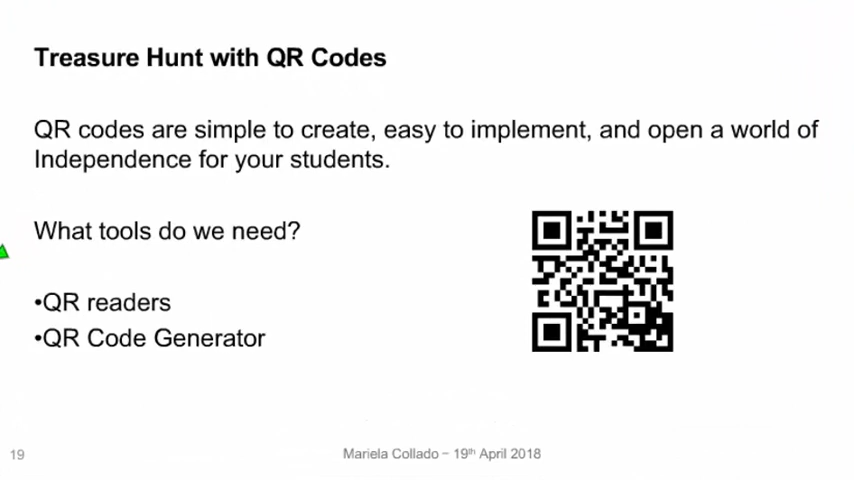 Treasure Hunt with QR Codes
QR codes are simple to create, easy to implement, and open a world of
Independence for your students.
What tools do we need?
•QR readers
•QR Code Generator
19
Mariela Collado – 19th April 2018